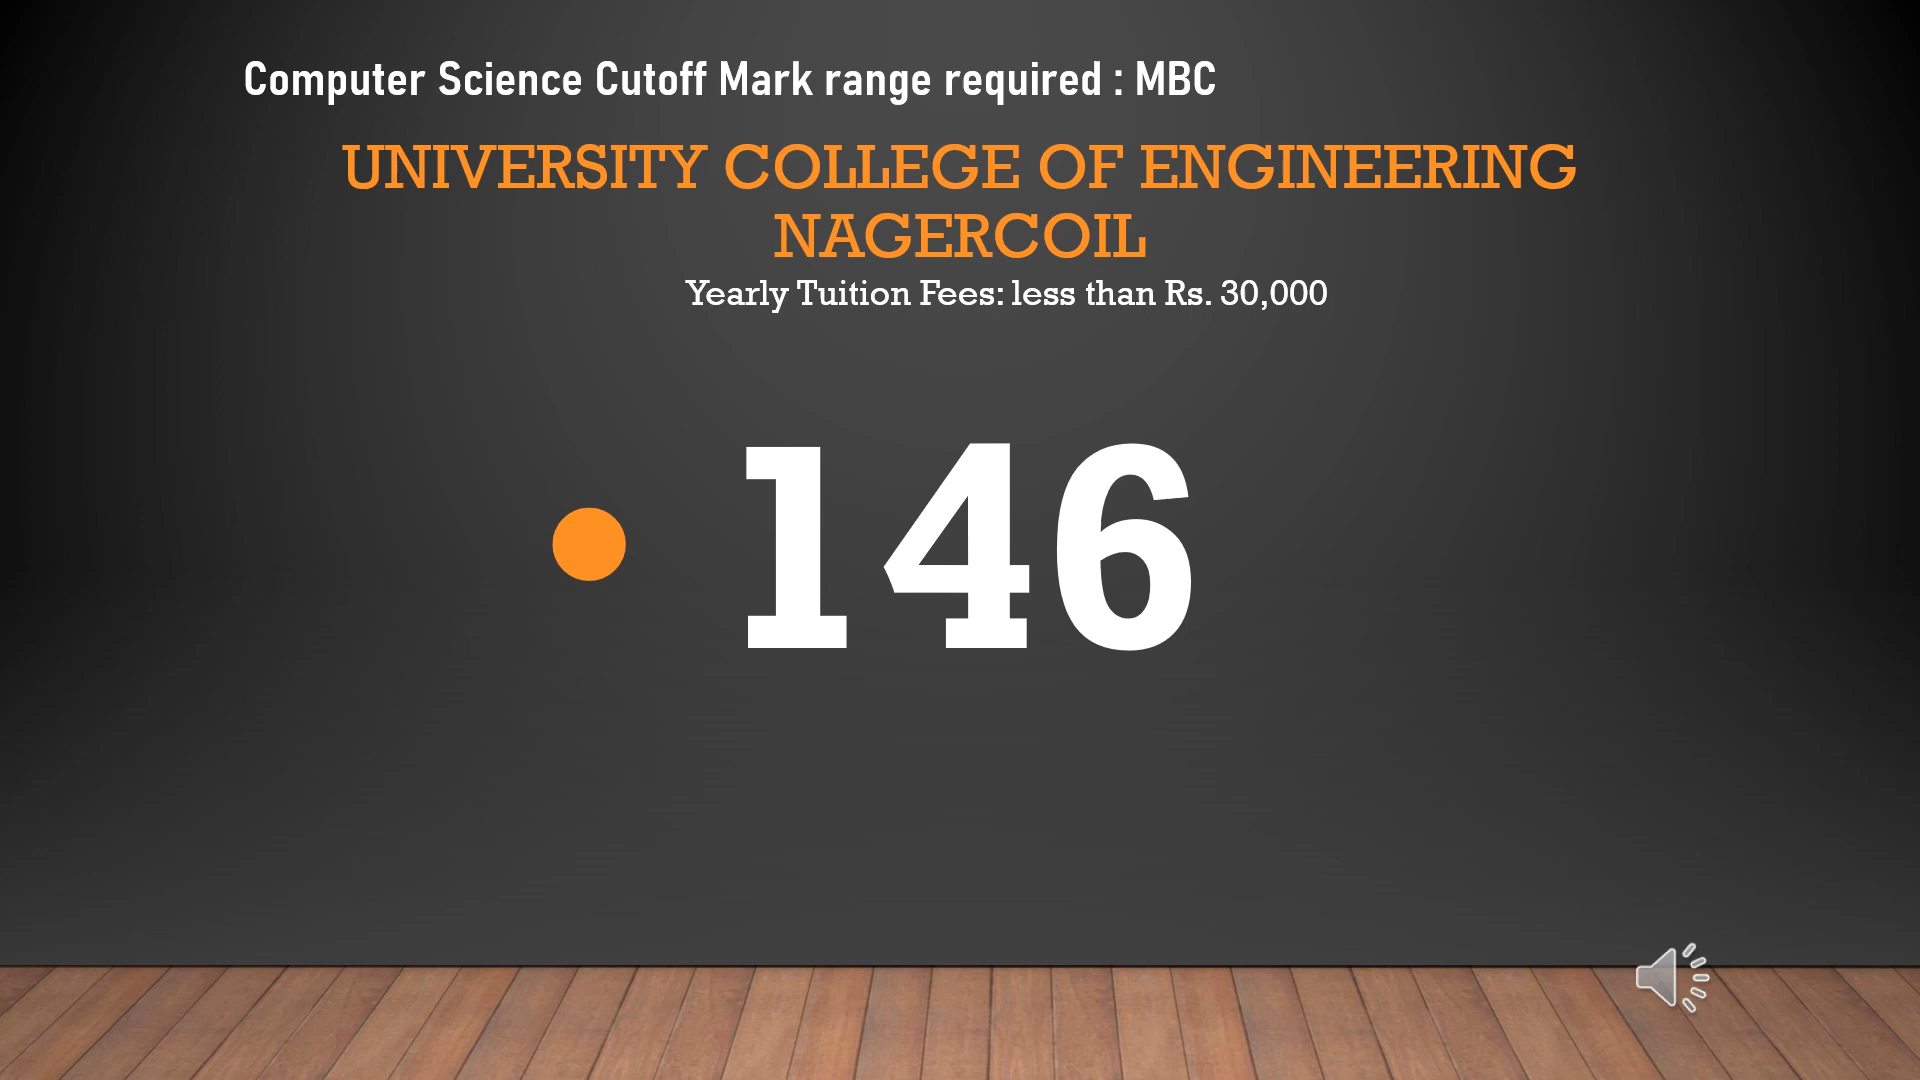 Computer Science Cutoff Mark range required : MBC
UNIVERSITY COLLEGE OF ENGINEERING
NAGERCOIL
Yearly Tuition Fees: less than Rs. 30,000
• 146